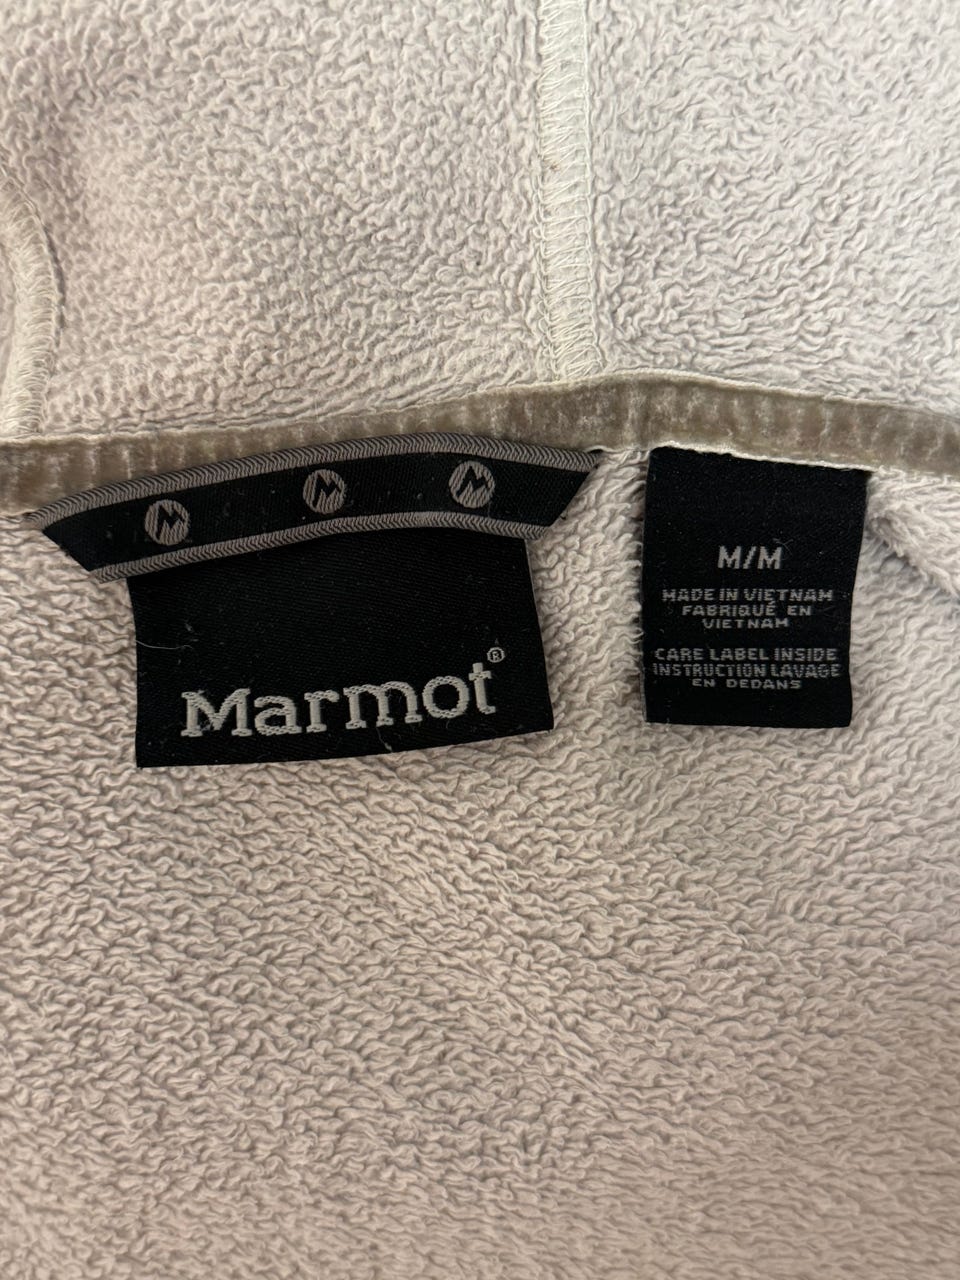 Marmot®
M/M
MADE IN VIETNAM
FABRIQUÉ EN
VIETNAM
CARE LABEL INSIDE
INSTRUCTION LAVAGE
EN DEDANS